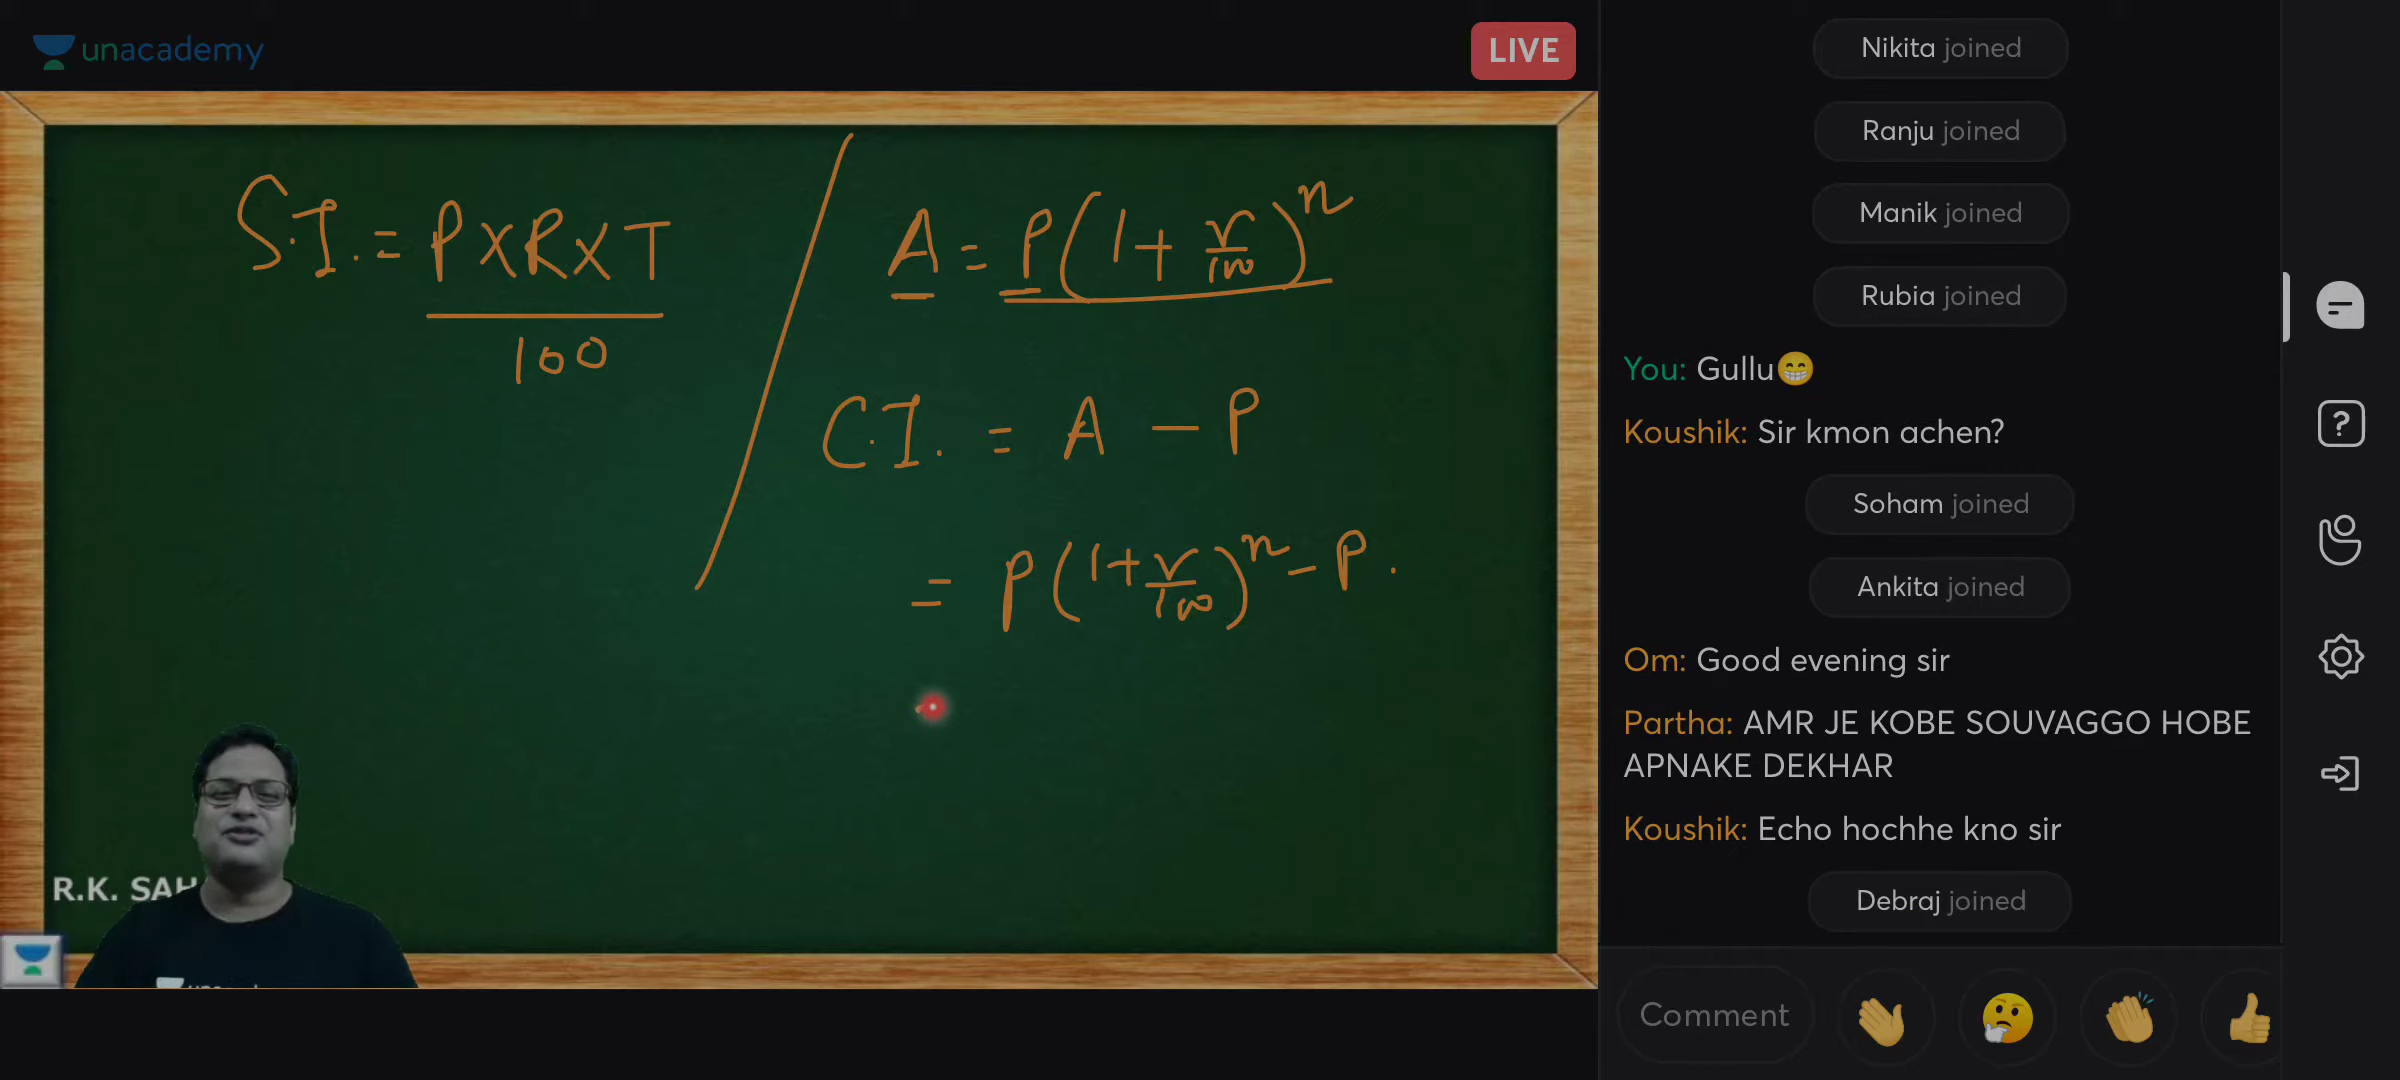 unacademy
LIVE
S.I. = P X R X T / 100
A = P(1 + r/100)^n
C.I. = A - P
= P(1 + r/100)^n - P.
R.K. SAH
Nikita joined
Ranju joined
Manik joined
Rubia joined
You: Gullu😁
Koushik: Sir kmon achen?
Soham joined
Ankita joined
Om: Good evening sir
Partha: AMR JE KOBE SOUVAGGO HOBE
APNAKE DEKHAR
Koushik: Echo hochhe kno sir
Debraj joined
Comment